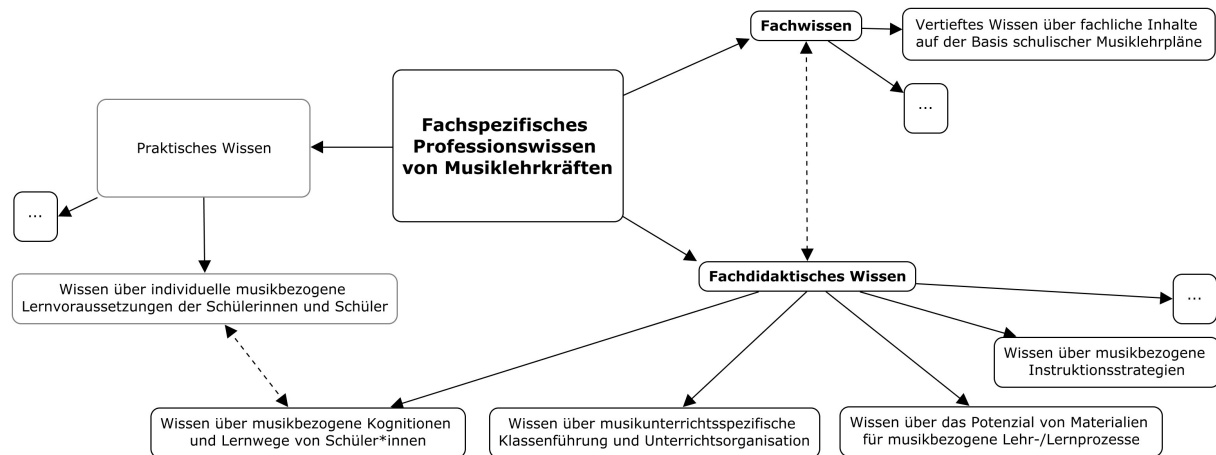 Fachwissen
Vertieftes Wissen über fachliche Inhalte
auf der Basis schulischer Musiklehrpläne
...
Fachspezifisches
Professionswissen
von Musiklehrkräften
Praktisches Wissen
...
Wissen über individuelle musikbezogene
Lernvoraussetzungen der Schülerinnen und Schüler
Fachdidaktisches Wissen
...
Wissen über musikbezogene
Instruktionsstrategien
Wissen über musikbezogene Kognitionen
und Lernwege von Schüler*innen
Wissen über musikunterrichtsspezifische
Klassenführung und Unterrichtsorganisation
Wissen über das Potenzial von Materialien
für musikbezogene Lehr-/Lernprozesse